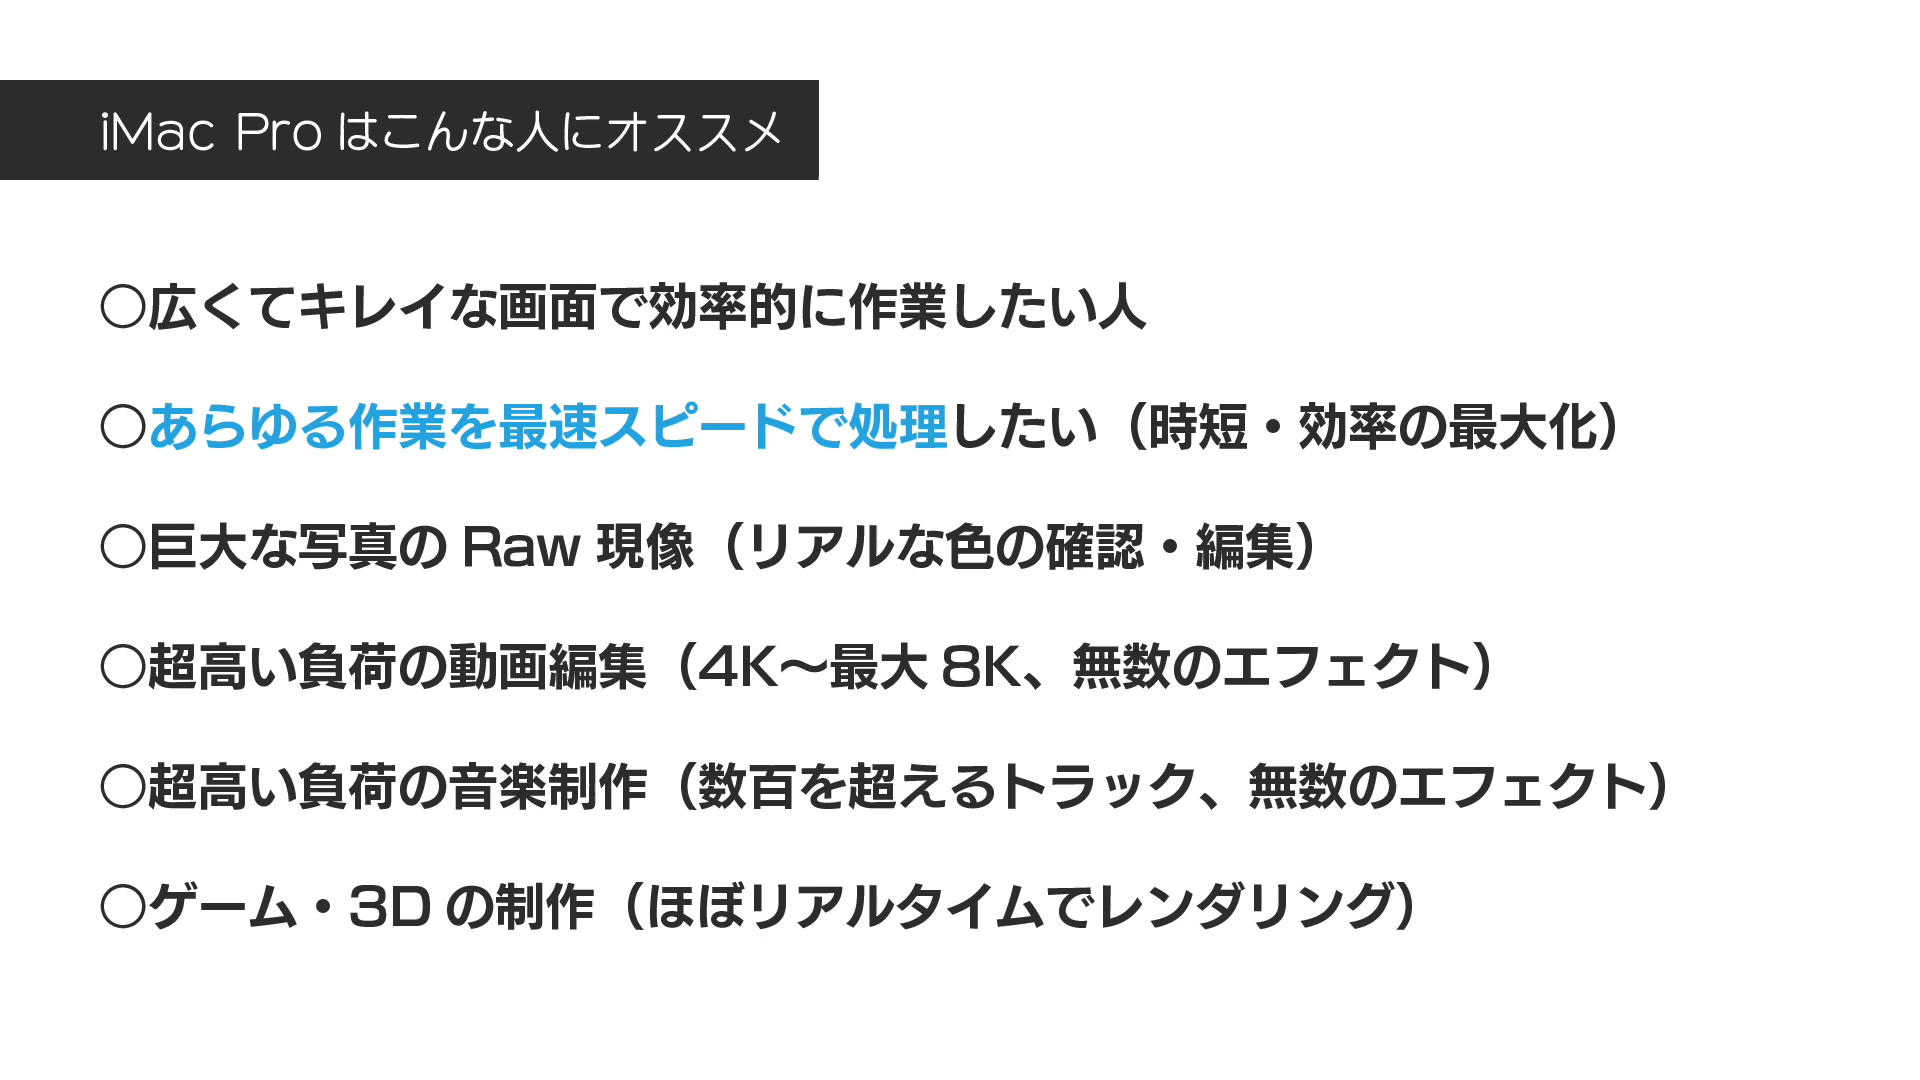 iMac Pro はこんな人にオススメ
○広くてキレイな画面で効率的に作業したい人
○あらゆる作業を最速スピードで処理したい（時短・効率の最大化）
○巨大な写真の Raw 現像（リアルな色の確認・編集）
○超高い負荷の動画編集（4K〜最大 8K、無数のエフェクト）
○超高い負荷の音楽制作（数百を超えるトラック、無数のエフェクト）
○ゲーム・3D の制作（ほぼリアルタイムでレンダリング）